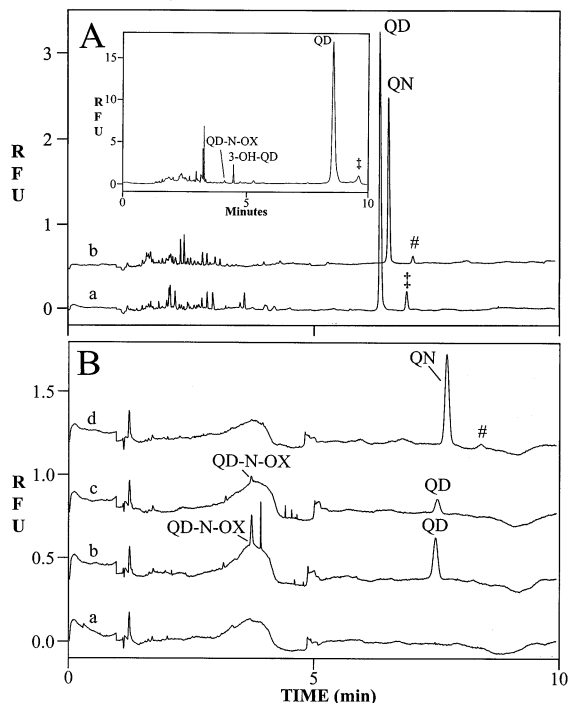 A
3
2
1
0
R
F
U
QD
QN
#
‡
b
a
15
10
5
0
R
F
U
QD
QD-N-OX
3-OH-QD
‡
0
5
10
Minutes
B
1.5
1.0
0.5
0.0
R
F
U
QN
#
d
QD-N-OX
c
QD
QD-N-OX
b
QD
a
0
5
10
TIME (min)